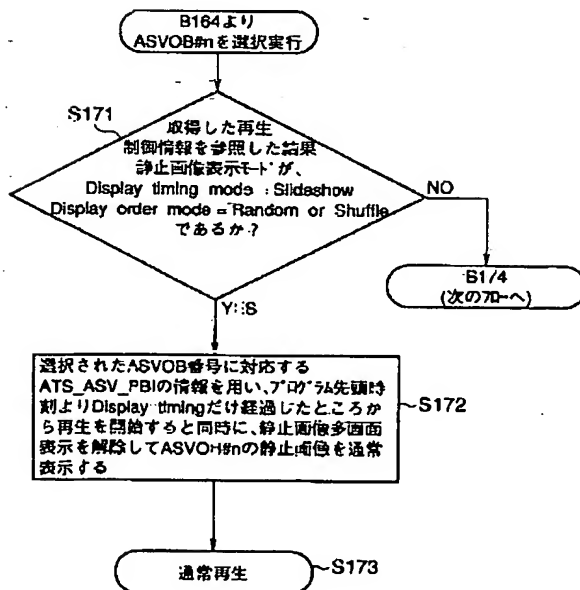 B164より
ASVOB#nを選択実行
S171
取得した再生
制御情報を参照した結果
静止画像表示モードが、
Display timing mode :Slideshow
Display order mode = Random or Shuffle
であるか?
NO
S174
(次のフローへ)
YES
選択されたASVOB番号に対応する
ATS_ASV_PBIの情報を用い、プログラム先頭時
刻よりDisplay timingだけ経過したところか
ら再生を開始すると同時に、静止画像多画面
表示を解除してASVOB#nの静止画像を通常
表示する
S172
通常再生
S173